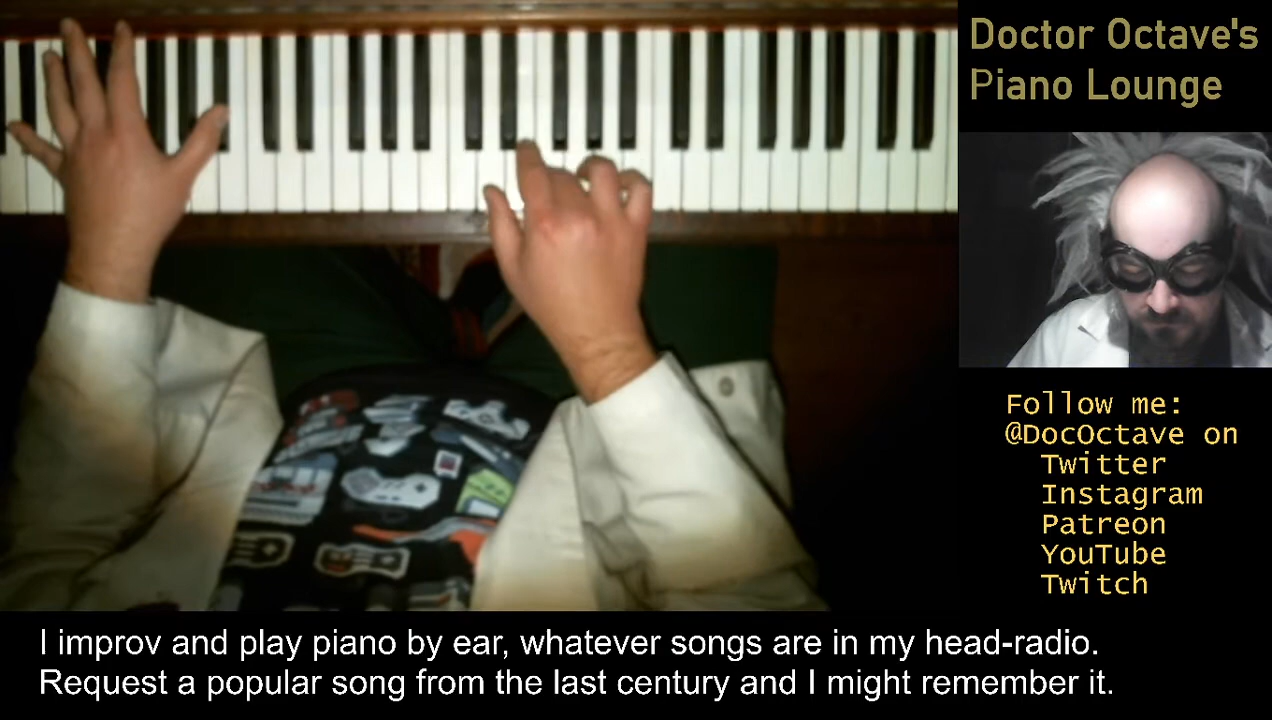 Doctor Octave's
Piano Lounge
Follow me:
@DocOctave on
Twitter
Instagram
Patreon
YouTube
Twitch
I improv and play piano by ear, whatever songs are in my head-radio.
Request a popular song from the last century and I might remember it.